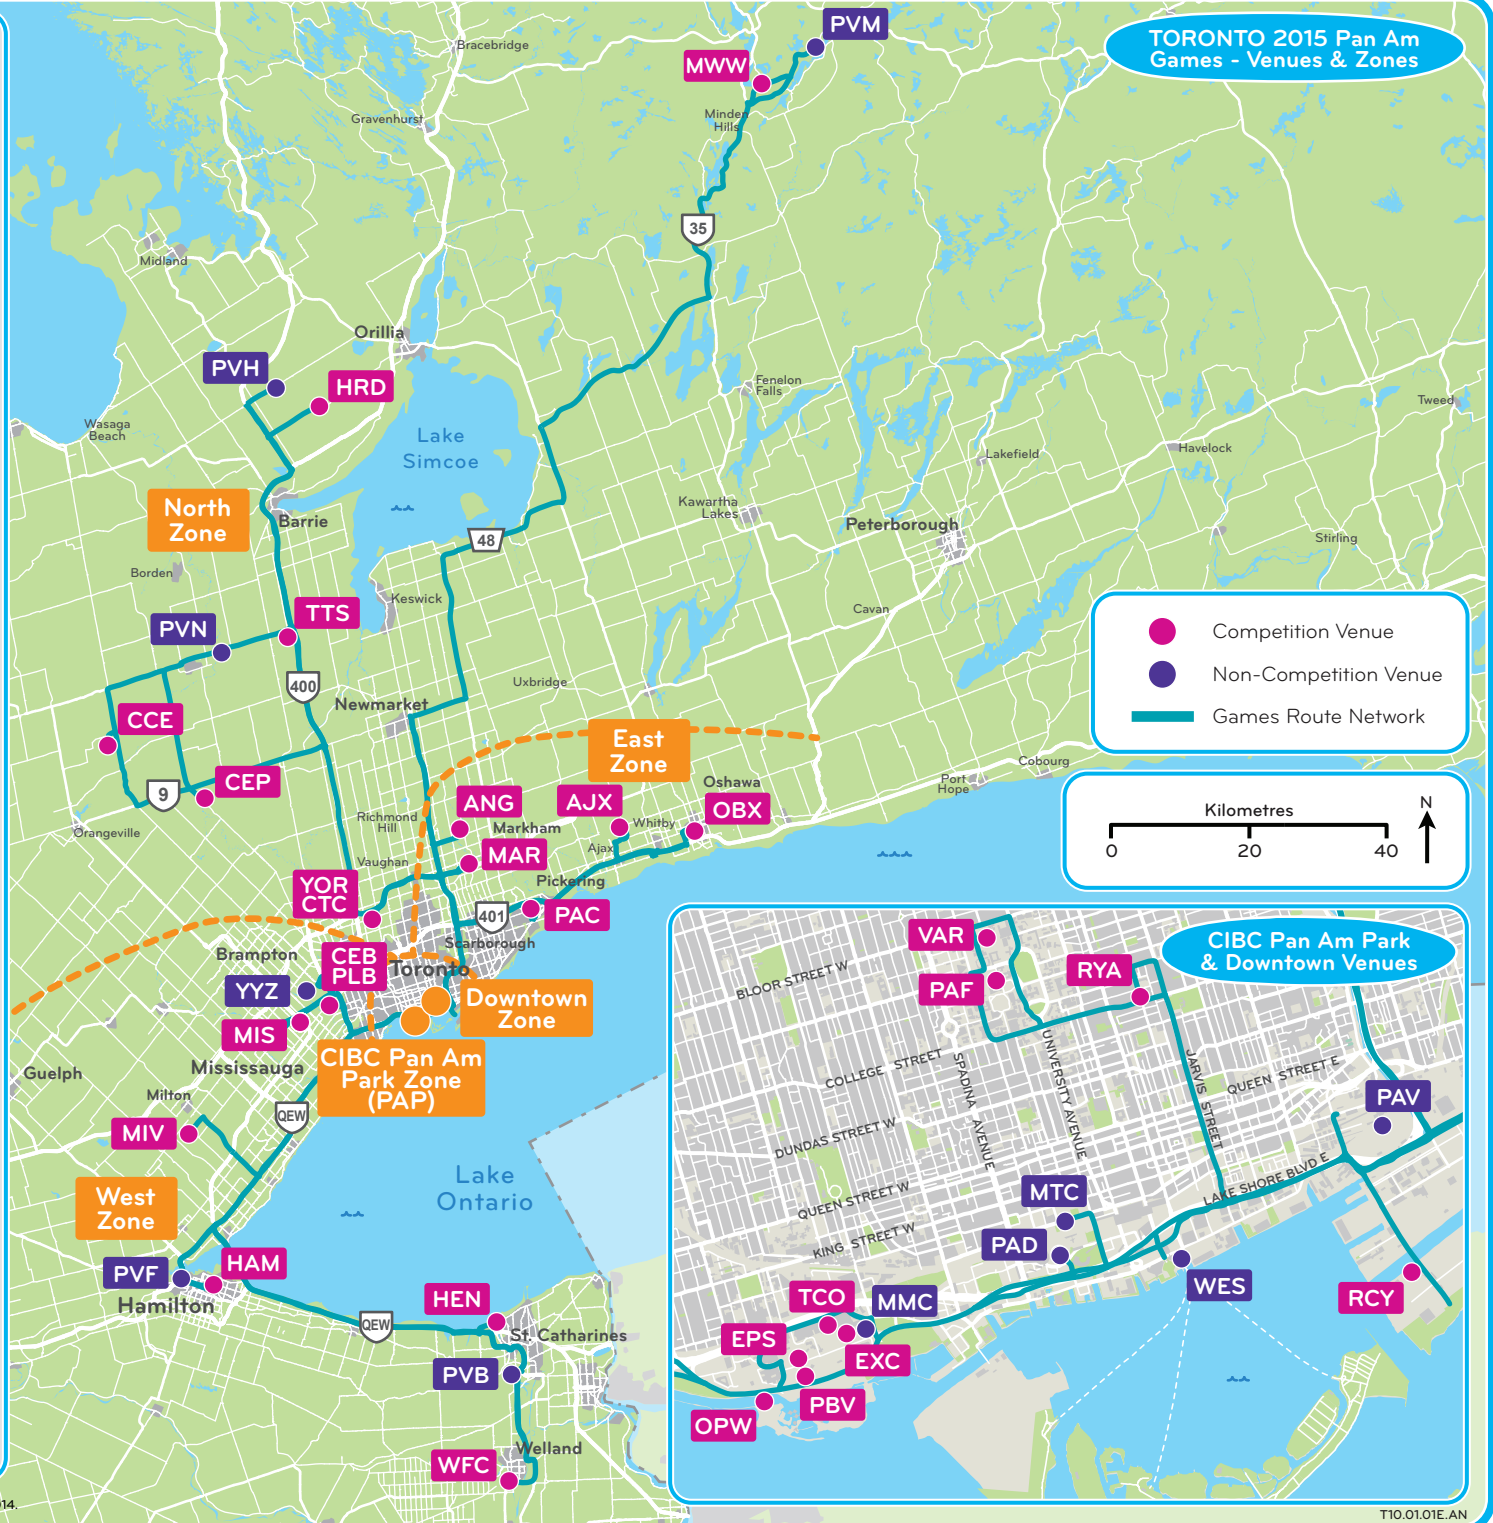 TORONTO 2015 Pan Am
Games - Venues & Zones
PVM
MWW
Bracebridge
Gravenhurst
Minden
Hills
35
Midland
Orillia
PVH
HRD
Fenelon
Falls
Tweed
Wasaga
Beach
Lake
Simcoe
Havelock
Lakefield
North
Zone
Barrie
Kawartha
Lakes
Peterborough
48
Stirling
Borden
Keswick
Cavan
TTS
PVN
Competition Venue
Non-Competition Venue
Games Route Network
400
Uxbridge
Newmarket
CCE
East
Zone
CEP
9
Oshawa
Port
Hope
Cobourg
Kilometres
0
20
40
N
ANG
AJX
OBX
Orangeville
Richmond
Hill
Markham
Whitby
Vaughan
MAR
Ajax
Pickering
YOR
CTC
401
PAC
Scarborough
Brampton
CEB
PLB
Toronto
YYZ
Downtown
Zone
MIS
CIBC Pan Am
Park Zone
(PAP)
Mississauga
Guelph
Milton
QEW
MIV
Lake
Ontario
West
Zone
PVF
HAM
Hamilton
HEN
QEW
St. Catharines
PVB
Welland
WFC
014.
CIBC Pan Am Park
& Downtown Venues
VAR
PAF
RYA
BLOOR STREET W
COLLEGE STREET
SPADINA AVENUE
UNIVERSITY AVENUE
JARVIS STREET
QUEEN STREET E
PAV
DUNDAS STREET W
QUEEN STREET W
KING STREET W
LAKE SHORE BLVD E
MTC
PAD
WES
RCY
TCO
MMC
EPS
EXC
PBV
OPW
T10.01.01E.AN